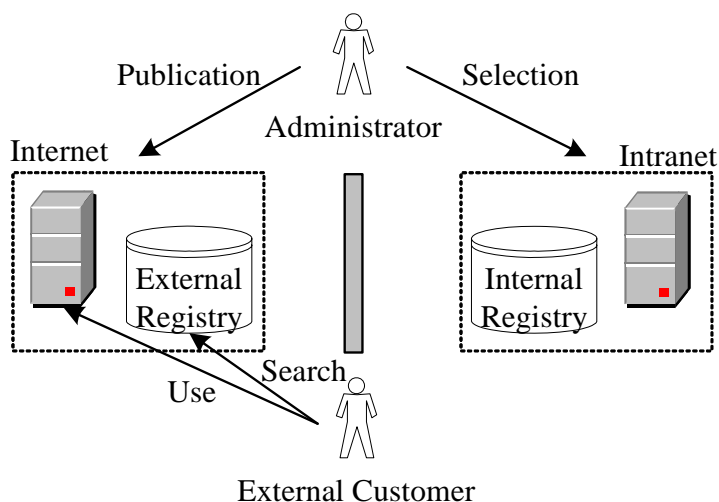 Publication
Selection
Administrator
Internet
Intranet
External
Registry
Internal
Registry
Search
Use
External Customer